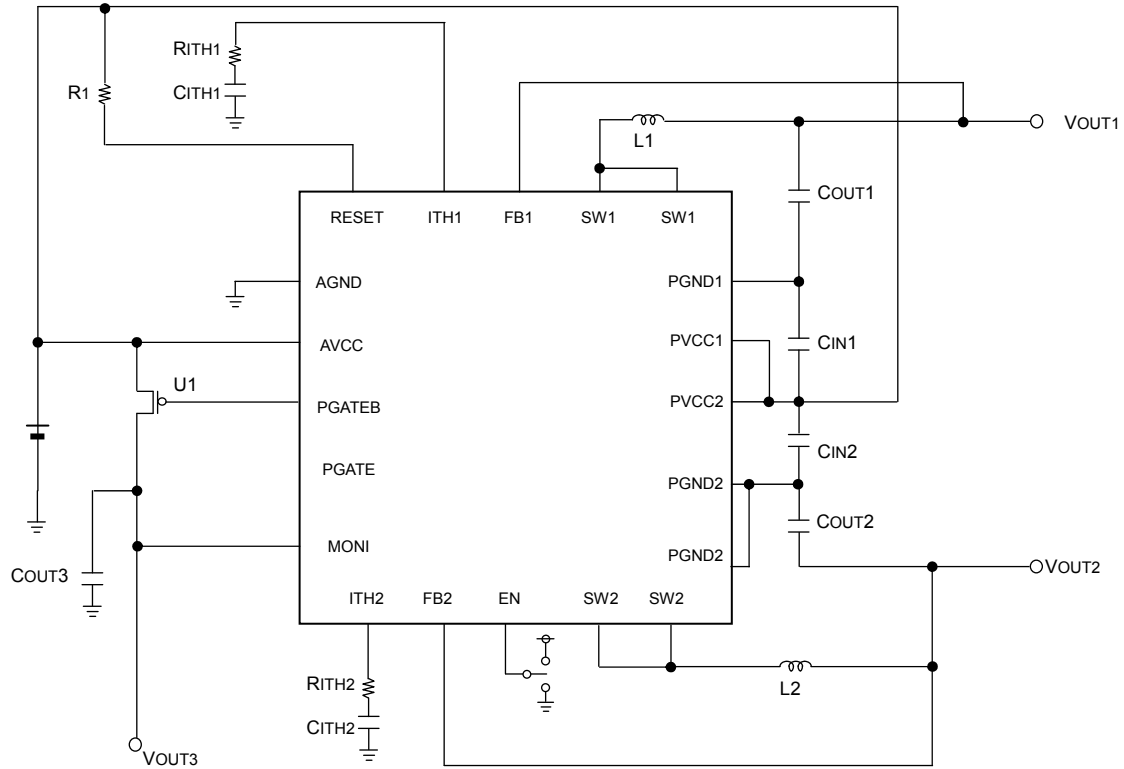 RITH1
CITH1
R1
L1
VOUT1
COUT1
RESET
ITH1
FB1
SW1
SW1
AGND
PGND1
AVCC
PVCC1
CIN1
U1
PGATEB
PVCC2
CIN2
PGATE
PGND2
COUT2
MONI
PGND2
VOUT2
COUT3
ITH2
FB2
EN
SW2
SW2
RITH2
L2
CITH2
VOUT3